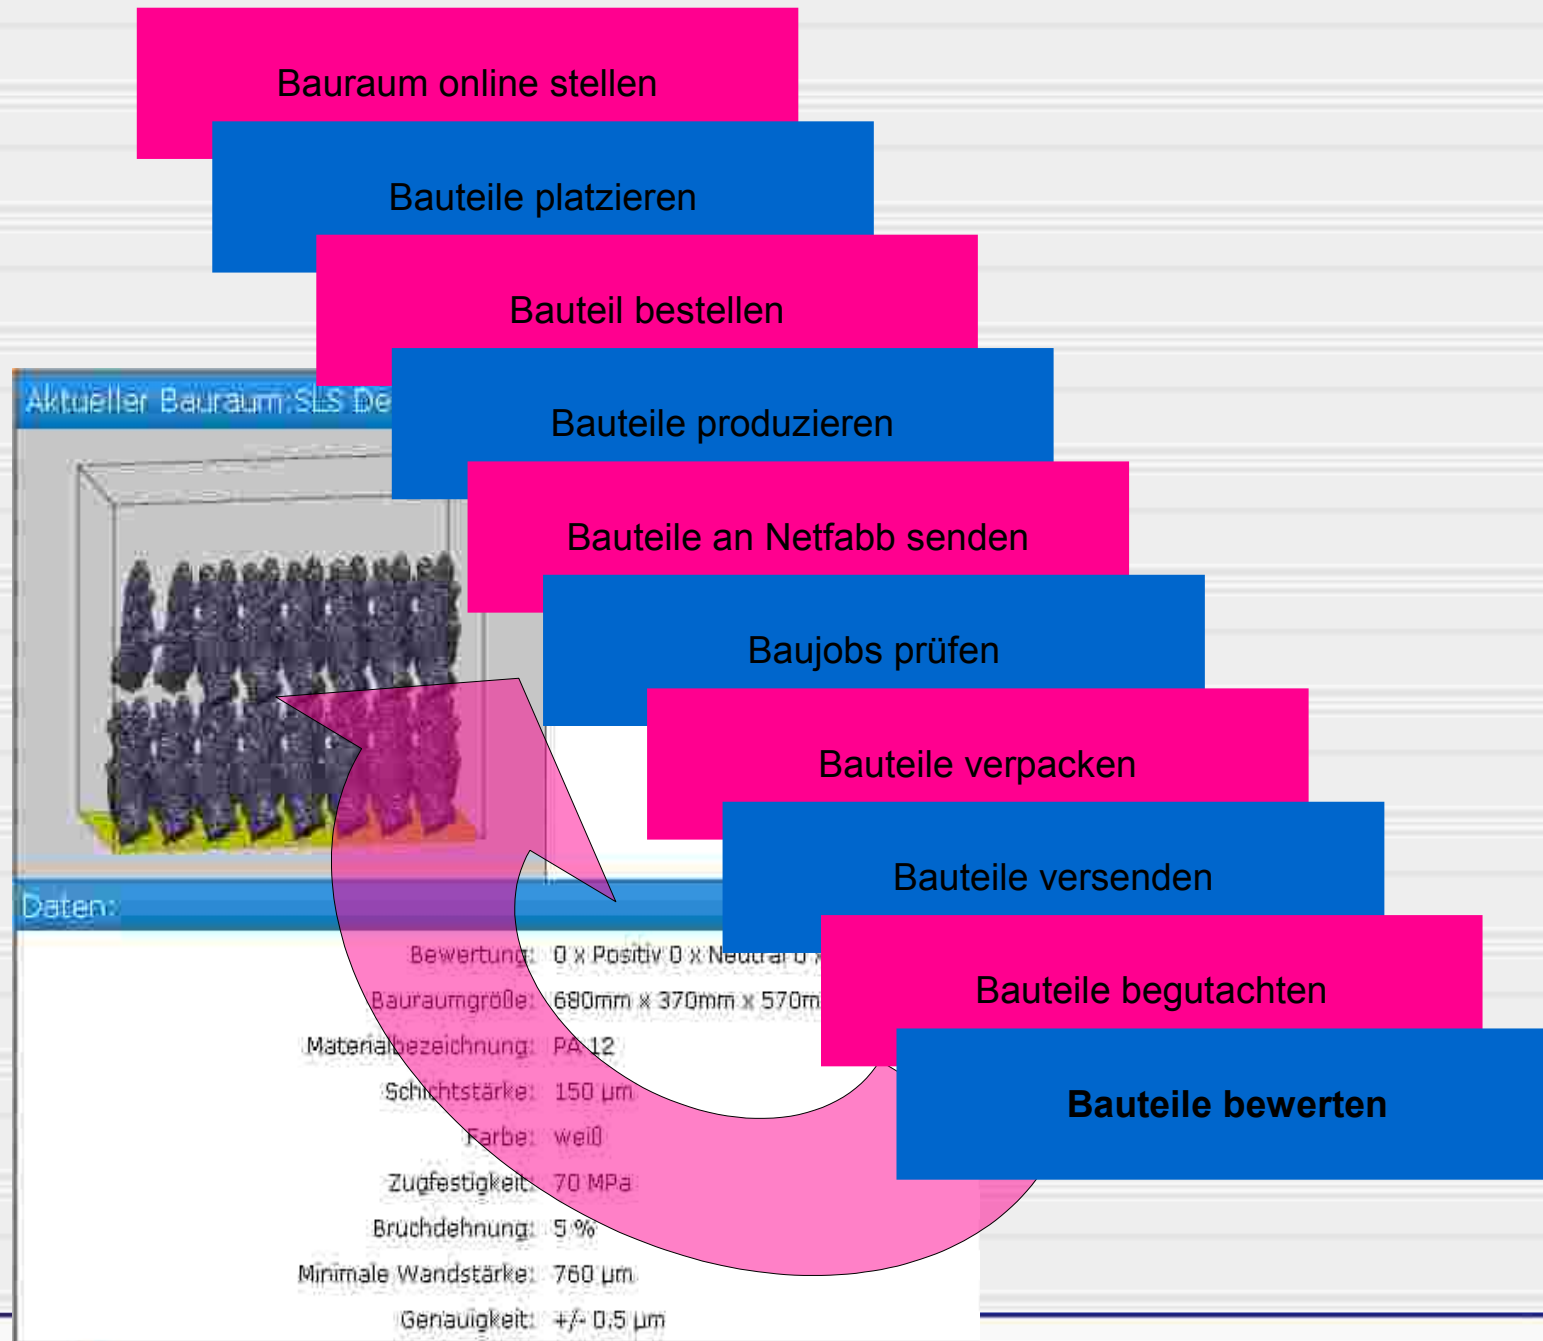 Bauraum online stellen
Bauteile platzieren
Bauteil bestellen
Aktueller Bauraum: SLS De
Bauteile produzieren
Bauteile an Netfabb senden
Baujobs prüfen
Bauteile verpacken
Bauteile versenden
Daten:
Bewertung: 0 x Positiv 0 x Neutral 0 x
Bauraumgröße: 680mm x 370mm x 570m
Bauteile begutachten
Materialbezeichnung: PA 12
Schichtstärke: 150 µm
Bauteile bewerten
Farbe: weiß
Zugfestigkeit: 70 MPa
Bruchdehnung: 5 %
Minimale Wandstärke: 760 µm
Genauigkeit: +/- 0.5 µm